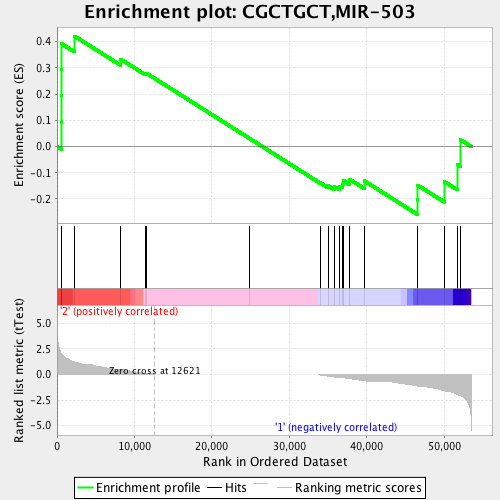 Enrichment plot: CGCTGCT,MIR-503
Enrichment score (ES)
0.4
0.3
0.2
0.1
0.0
-0.1
-0.2
'2' (positively correlated)
Ranked list metric (tTest)
5.0
2.5
0.0
-2.5
-5.0
Zero cross at 12621
'1' (negatively correlated)
0 10,000 20,000 30,000 40,000 50,000
Rank in Ordered Dataset
Enrichment profile Hits Ranking metric scores